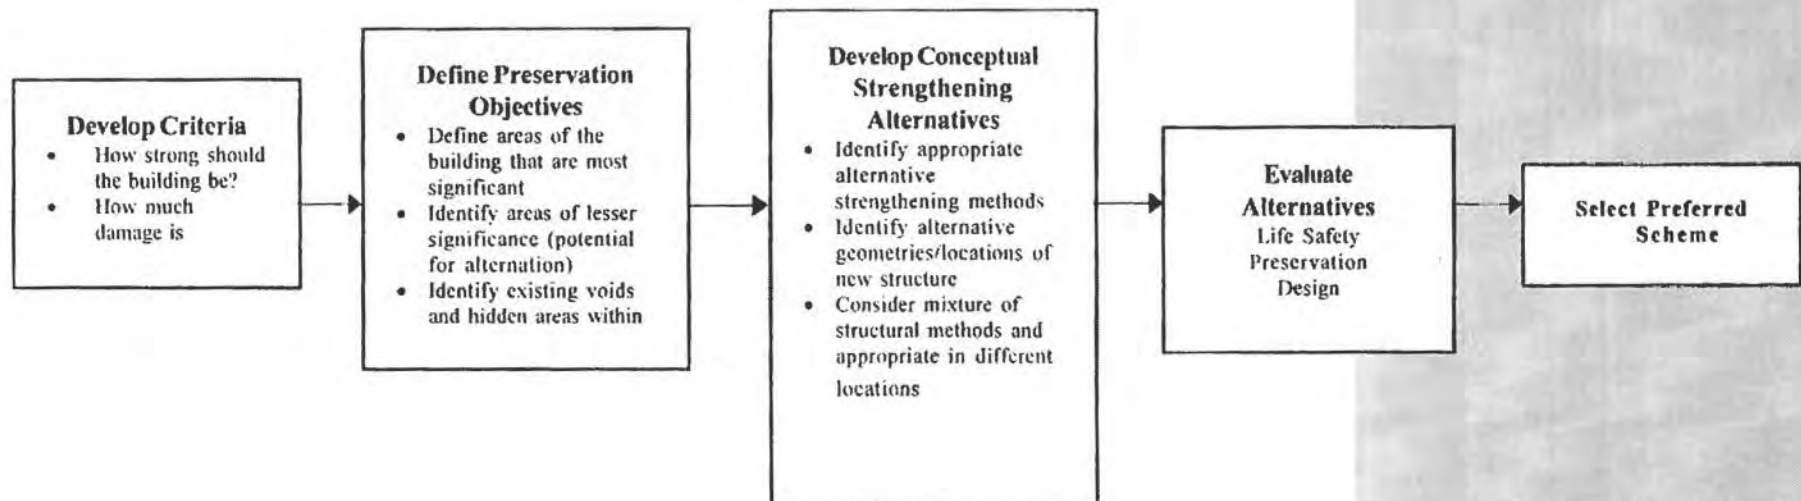 Develop Criteria
• How strong should
the building be?
• How much
damage is
Define Preservation
Objectives
• Define areas of the
building that are most
significant
• Identify areas of lesser
significance (potential
for alternation)
• Identify existing voids
and hidden areas within
Develop Conceptual
Strengthening
Alternatives
• Identify appropriate
alternative
strengthening methods
• Identify alternative
geometries/locations of
new structure
• Consider mixture of
structural methods and
appropriate in different
locations
Evaluate
Alternatives
Life Safety
Preservation
Design
Select Preferred
Scheme